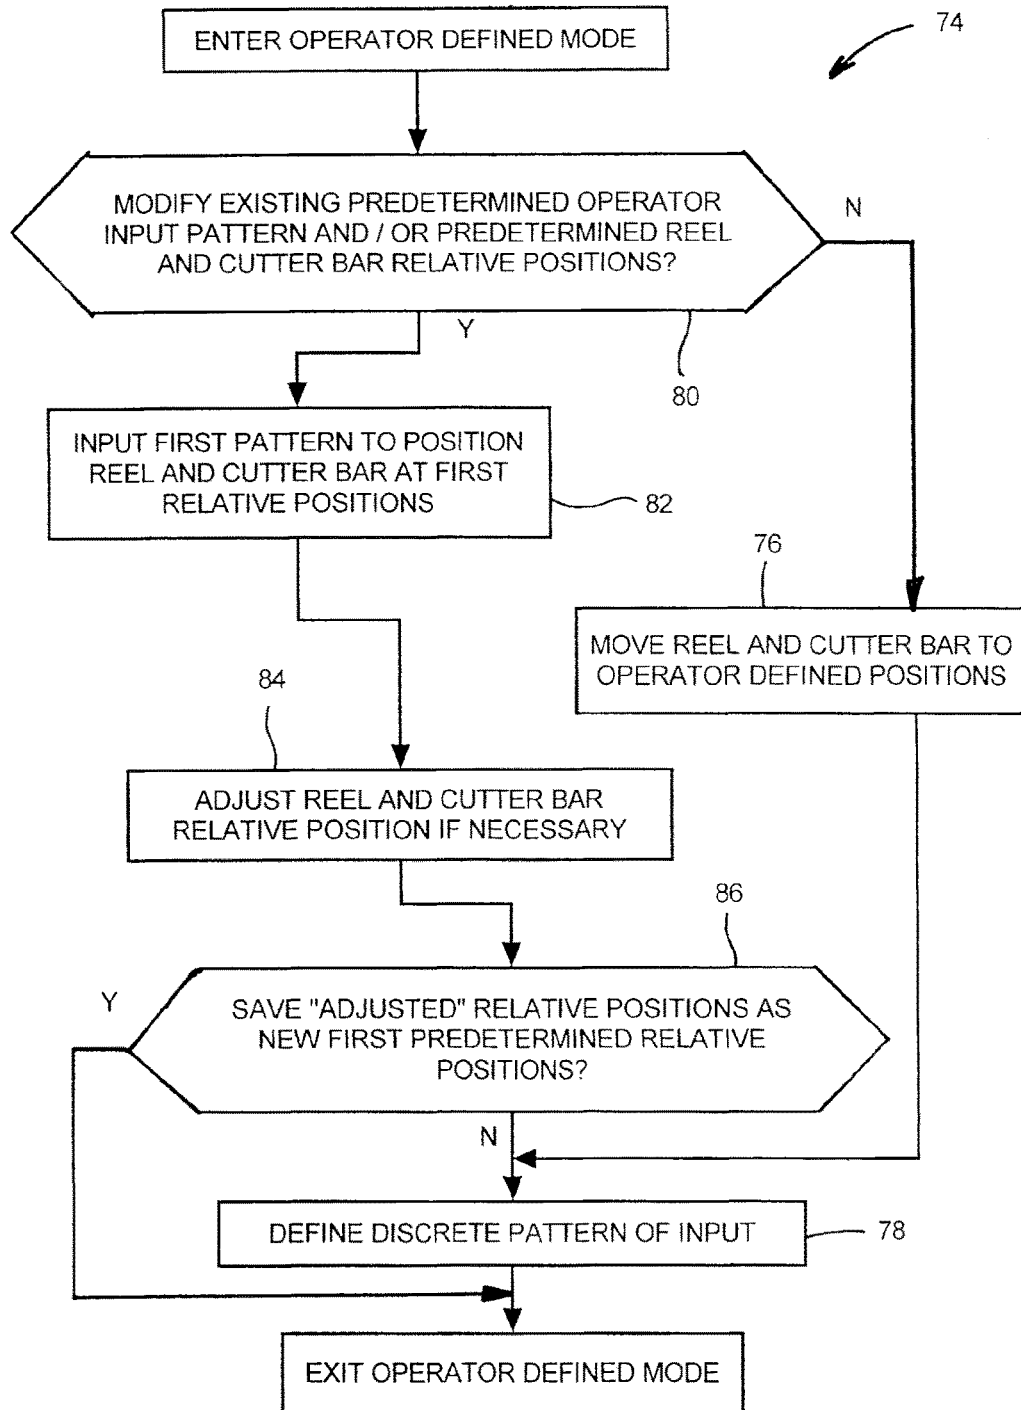 ENTER OPERATOR DEFINED MODE
74
MODIFY EXISTING PREDETERMINED OPERATOR
INPUT PATTERN AND / OR PREDETERMINED REEL
AND CUTTER BAR RELATIVE POSITIONS?
N
Y
80
INPUT FIRST PATTERN TO POSITION
REEL AND CUTTER BAR AT FIRST
RELATIVE POSITIONS
82
76
MOVE REEL AND CUTTER BAR TO
OPERATOR DEFINED POSITIONS
84
ADJUST REEL AND CUTTER BAR
RELATIVE POSITION IF NECESSARY
86
Y
SAVE "ADJUSTED" RELATIVE POSITIONS AS
NEW FIRST PREDETERMINED RELATIVE
POSITIONS?
N
DEFINE DISCRETE PATTERN OF INPUT
78
EXIT OPERATOR DEFINED MODE